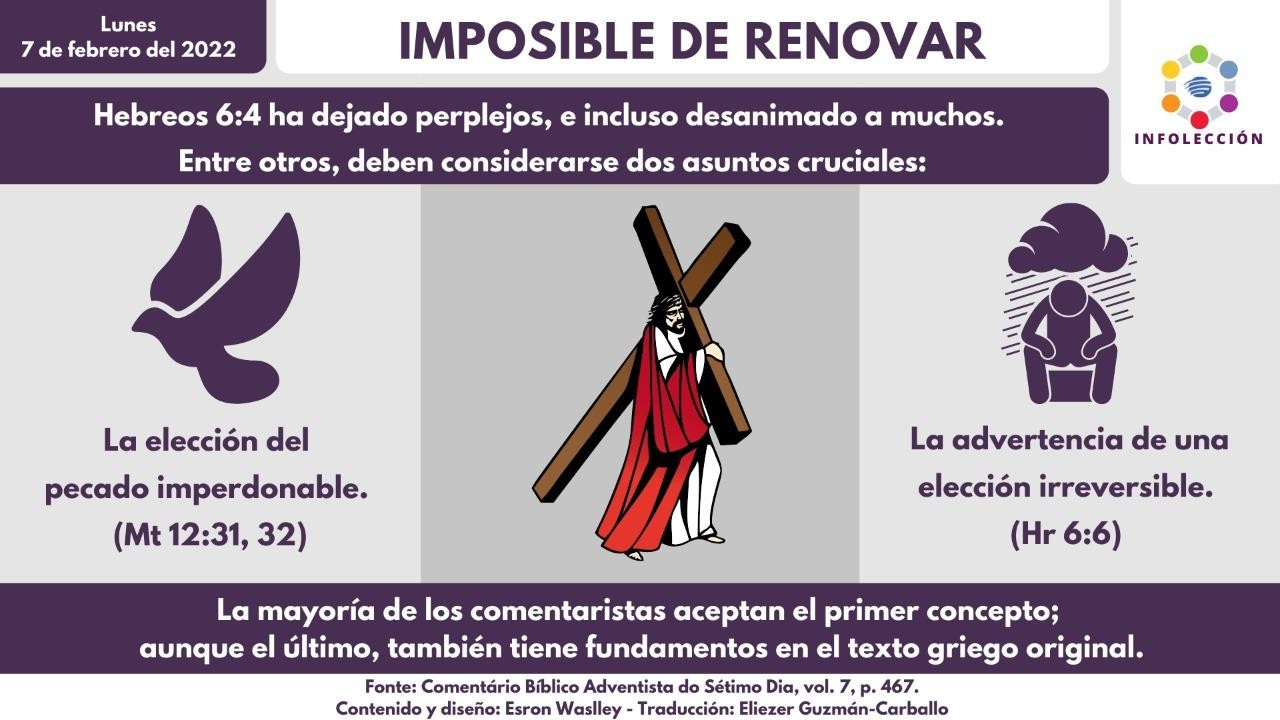 Lunes
7 de febrero del 2022
IMPOSIBLE DE RENOVAR
INFOLECCIÓN
Hebreos 6:4 ha dejado perplejos, e incluso desanimado a muchos.
Entre otros, deben considerarse dos asuntos cruciales:
La elección del
pecado imperdonable.
(Mt 12:31, 32)
La advertencia de una
elección irreversible.
(Hr 6:6)
La mayoría de los comentaristas aceptan el primer concepto;
aunque el último, también tiene fundamentos en el texto griego original.
Fonte: Comentário Bíblico Adventista do Sétimo Dia, vol. 7, p. 467.
Contenido y diseño: Esron Waslley - Traducción: Eliezer Guzmán-Carballo